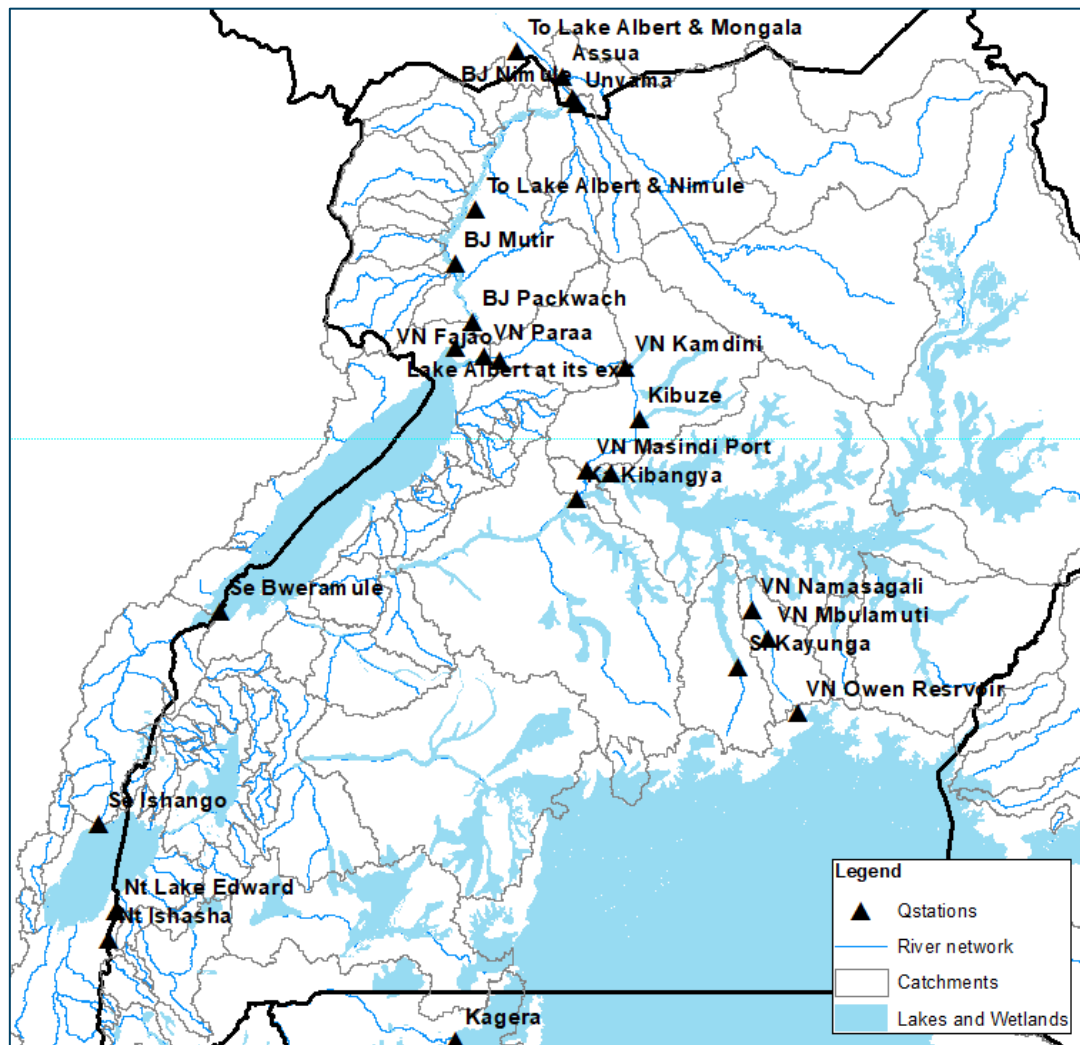 To Lake Albert & Mongala
Assua
BJ Nimule
Unyama
To Lake Albert & Nimule
BJ Mutir
BJ Packwach
VN Fajao
VN Paraa
VN Kamdini
Lake Albert at its
Kibuze
VN Masindi Port
Kibangya
Se Bweramule
VN Namasagali
VN Mbulamuti
Kayunga
VN Owen Resrvoir
Se Ishango
Nt Lake Edward
Nt Ishasha
Kagera
Legend
Qstations
River network
Catchments
Lakes and Wetlands